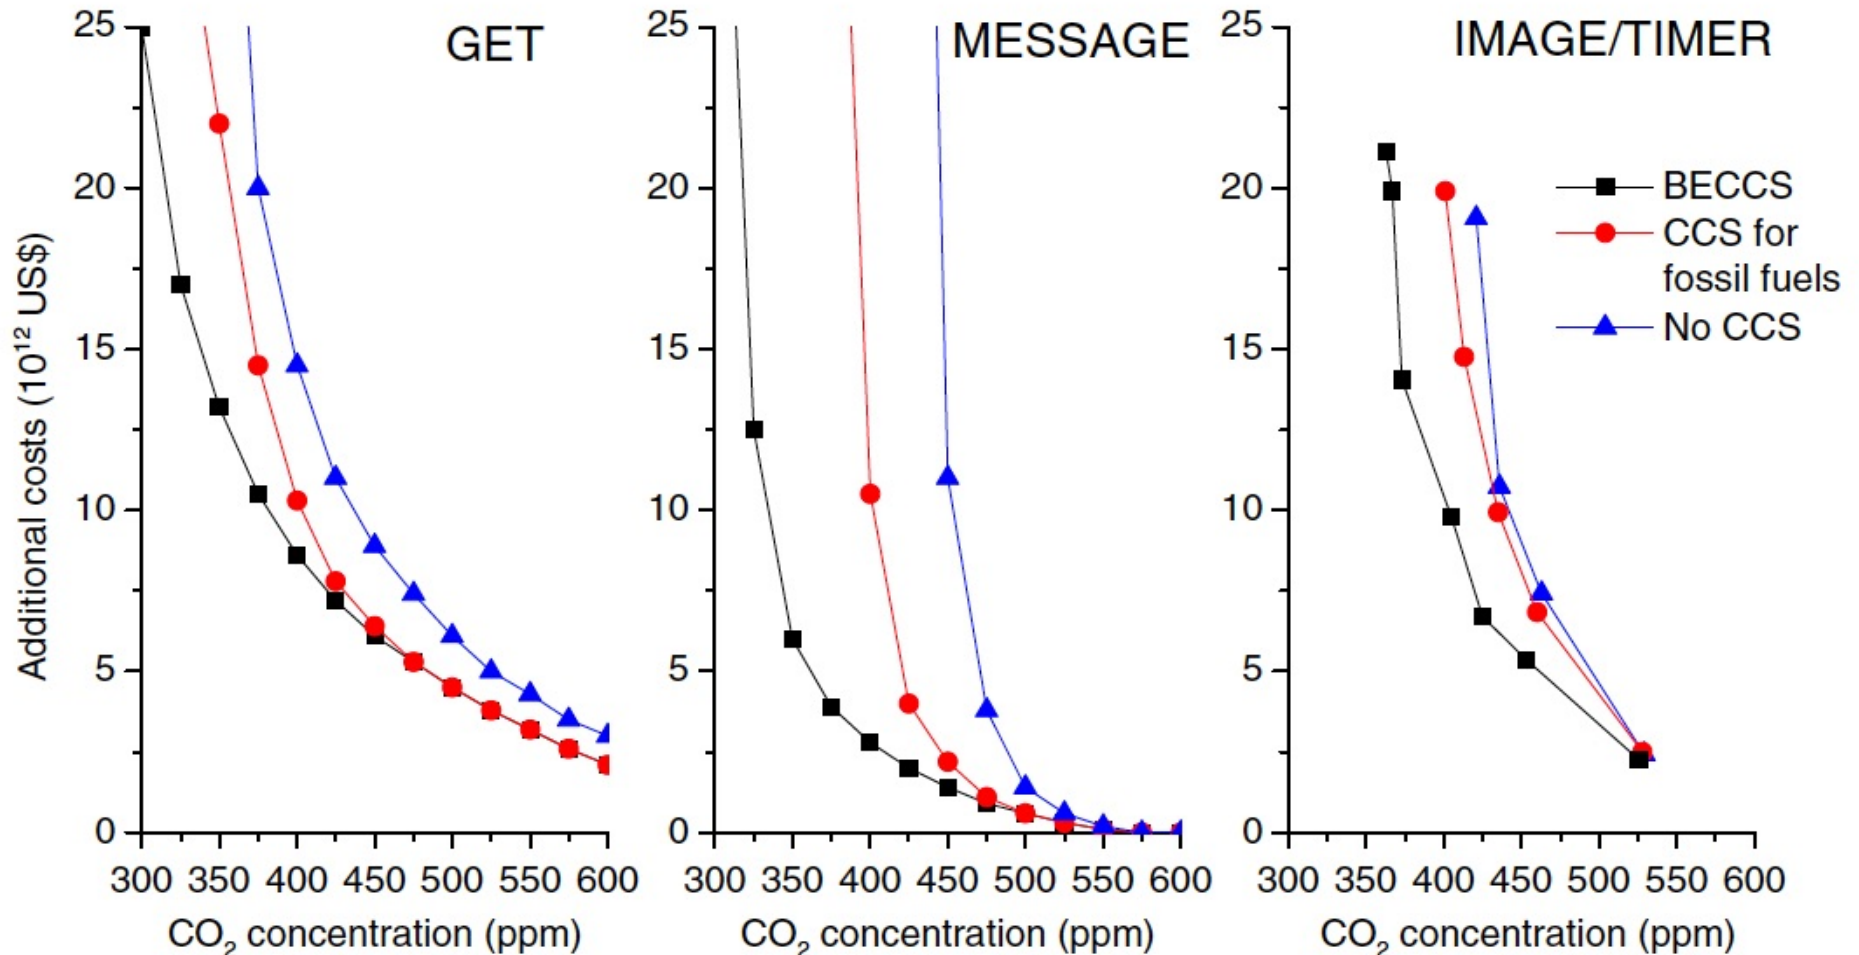 GET
MESSAGE
IMAGE/TIMER
Additional costs (10¹² US$)
25
20
15
10
5
0
300 350 400 450 500 550 600
CO₂ concentration (ppm)
25
20
15
10
5
0
300 350 400 450 500 550 600
CO₂ concentration (ppm)
25
20
15
10
5
0
300 350 400 450 500 550 600
CO₂ concentration (ppm)
BECCS
CCS for
fossil fuels
No CCS